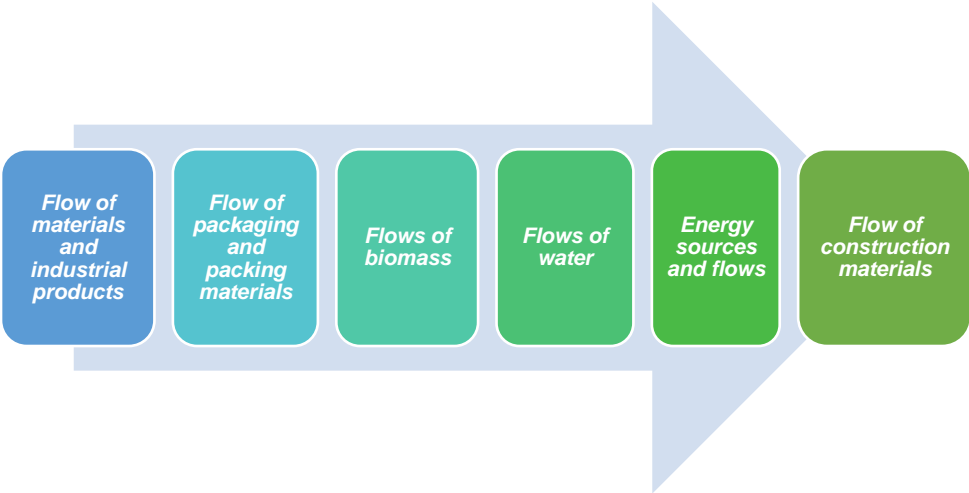 Flow of
materials
and
industrial
products
Flow of
packaging
and
packing
materials
Flows of
biomass
Flows of
water
Energy
sources
and flows
Flow of
construction
materials